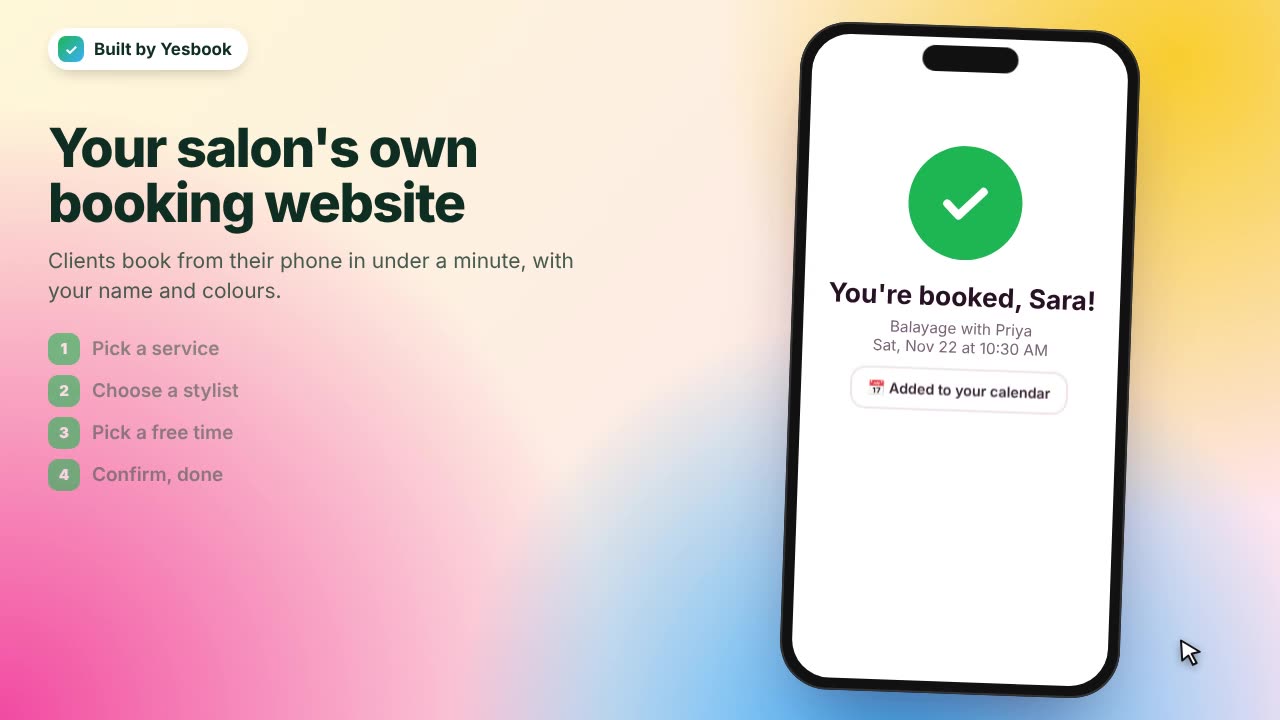 Built by Yesbook
Your salon's own
booking website
Clients book from their phone in under a minute, with
your name and colours.
1 Pick a service
2 Choose a stylist
3 Pick a free time
4 Confirm, done
You're booked, Sara!
Balayage with Priya
Sat, Nov 22 at 10:30 AM
📅 Added to your calendar